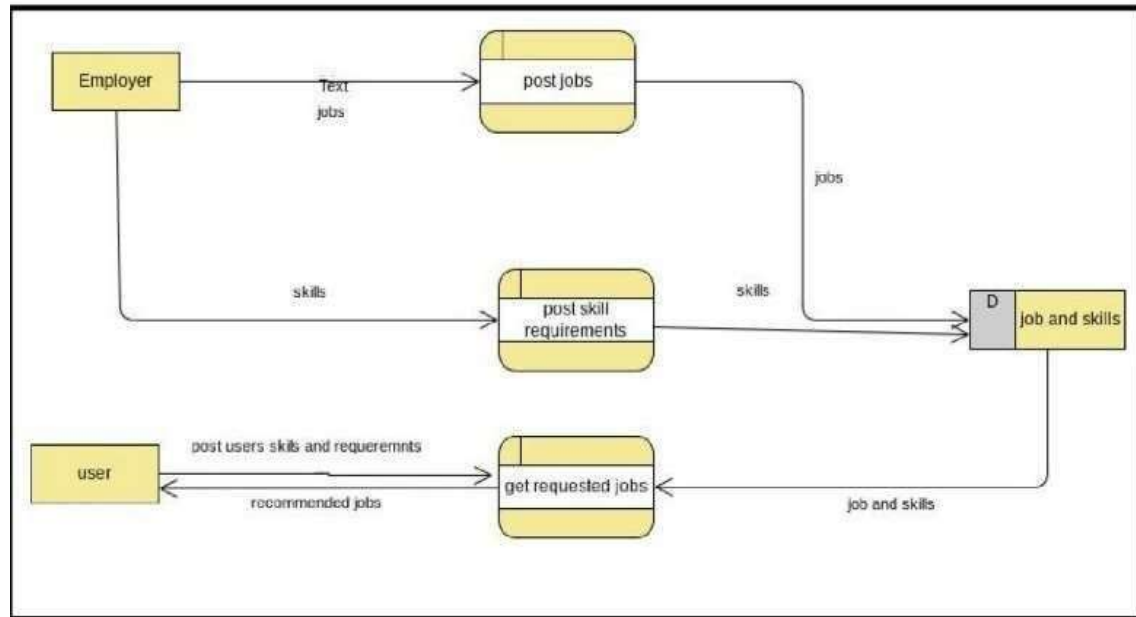 Employer
Text
jobs
post jobs
jobs
skills
post skill
requirements
skills
D
job and skills
user
post users skils and requeremnts
recommended jobs
get requested jobs
job and skills